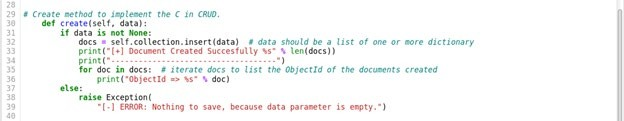 28
29 # Create method to implement the C in CRUD.
30     def create(self, data):
31         if data is not None:
32             docs = self.collection.insert(data)  # data should be a list of one or more dictionary
33             print("[+] Document Created Succesfully %s" % len(docs))
34             print("-----------------------------------")
35             for doc in docs:  # iterate docs to list the ObjectId of the documents created
36                 print("ObjectId => %s" % doc)
37         else:
38             raise Exception(
39                 "[-] ERROR: Nothing to save, because data parameter is empty.")
40